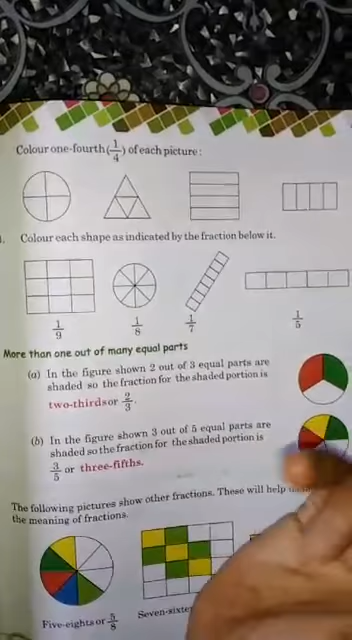 Colour one-fourth (1/4) of each picture :
Colour each shape as indicated by the fraction below it.
1/9 1/8 1/7 1/5
More than one out of many equal parts
(a) In the figure shown 2 out of 3 equal parts are
shaded so the fraction for the shaded portion is
two-thirds or 2/3.
(b) In the figure shown 3 out of 5 equal parts are
shaded so the fraction for the shaded portion is
3/5 or three-fifths.
The following pictures show other fractions. These will help
the meaning of fractions.
Five-eights or 5/8